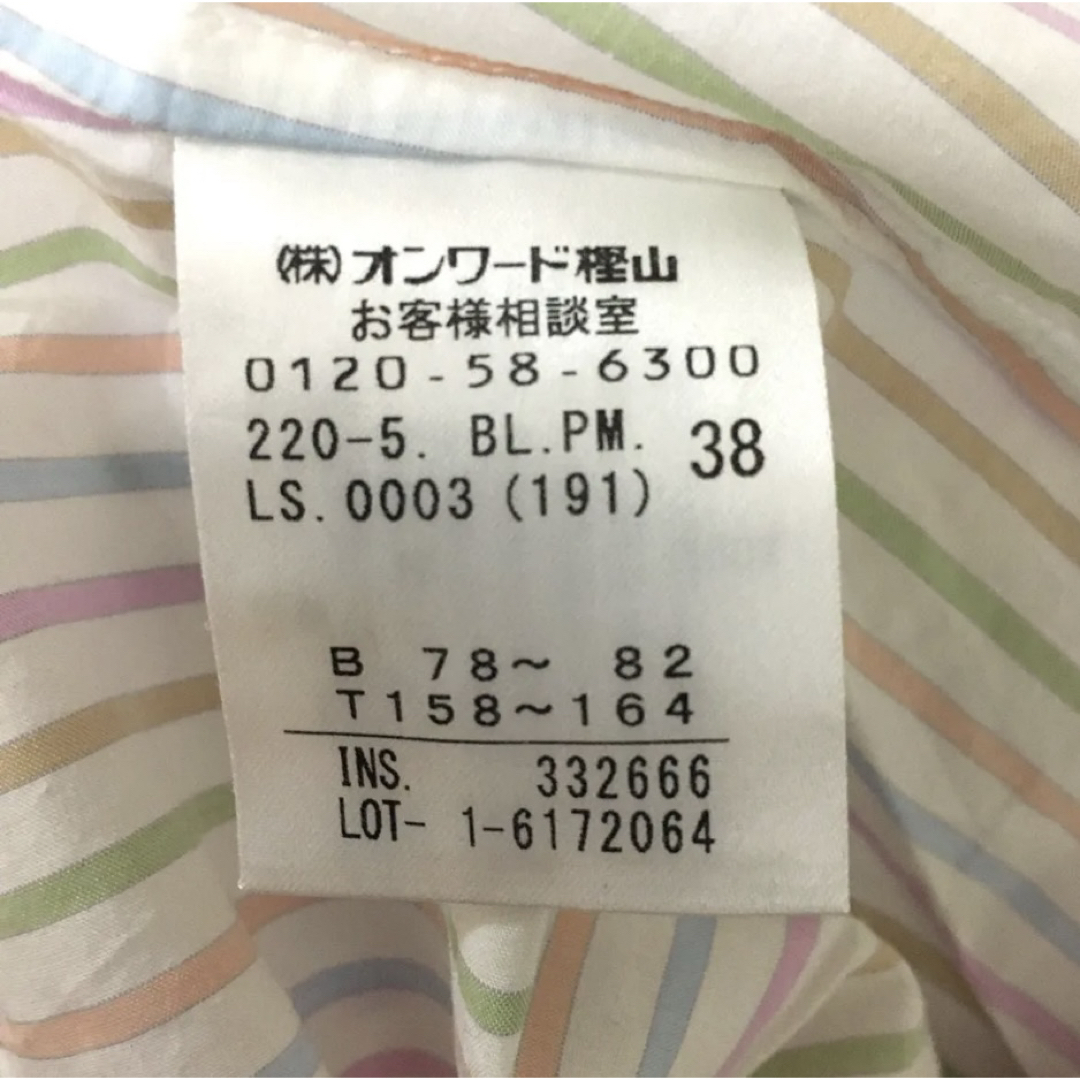 (株)オンワード樫山
お客様相談室
0120-58-6300
220-5. BL.PM. 38
LS.0003(191)
B 78～ 82
T158～164
INS. 332666
LOT- 1-6172064